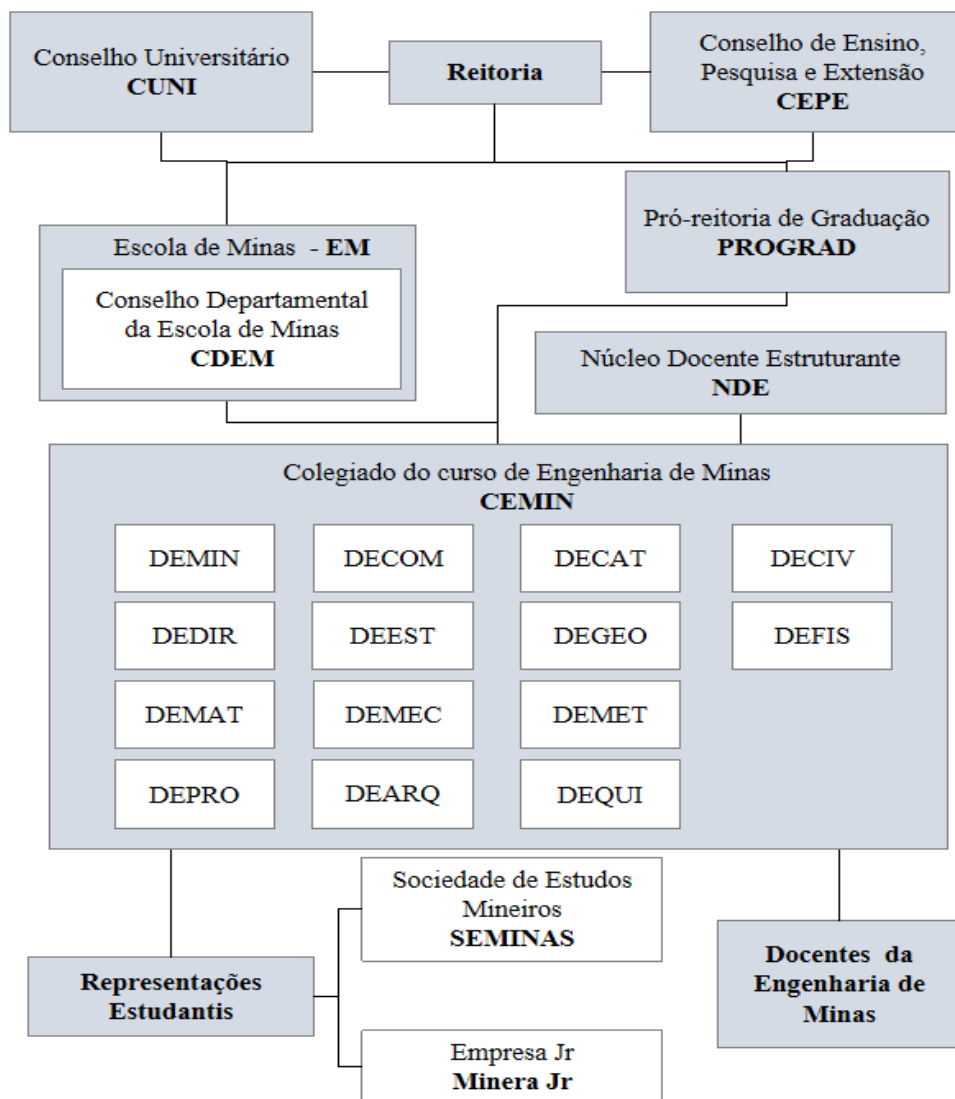 Conselho Universitário
CUNI
Reitoria
Conselho de Ensino,
Pesquisa e Extensão
CEPE
Escola de Minas - EM
Conselho Departamental
da Escola de Minas
CDEM
Pró-reitoria de Graduação
PROGRAD
Núcleo Docente Estruturante
NDE
Colegiado do curso de Engenharia de Minas
CEMIN
DEMIN
DECOM
DECAT
DECIV
DEDIR
DEEST
DEGEO
DEFIS
DEMAT
DEMEC
DEMET
DEPRO
DEARQ
DEQUI
Sociedade de Estudos
Mineiros
SEMINAS
Representações
Estudantis
Docentes da
Engenharia de
Minas
Empresa Jr
Minera Jr